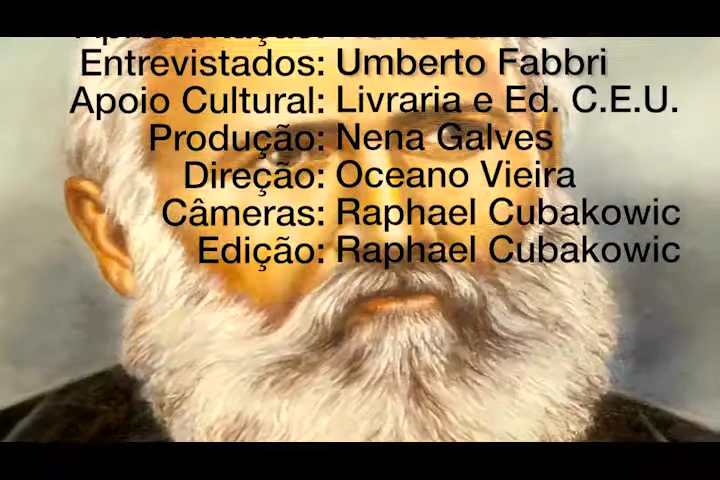 Entrevistados: Umberto Fabbri
Apoio Cultural: Livraria e Ed. C.E.U.
Produção: Nena Galves
Direção: Oceano Vieira
Câmeras: Raphael Cubakowic
Edição: Raphael Cubakowic